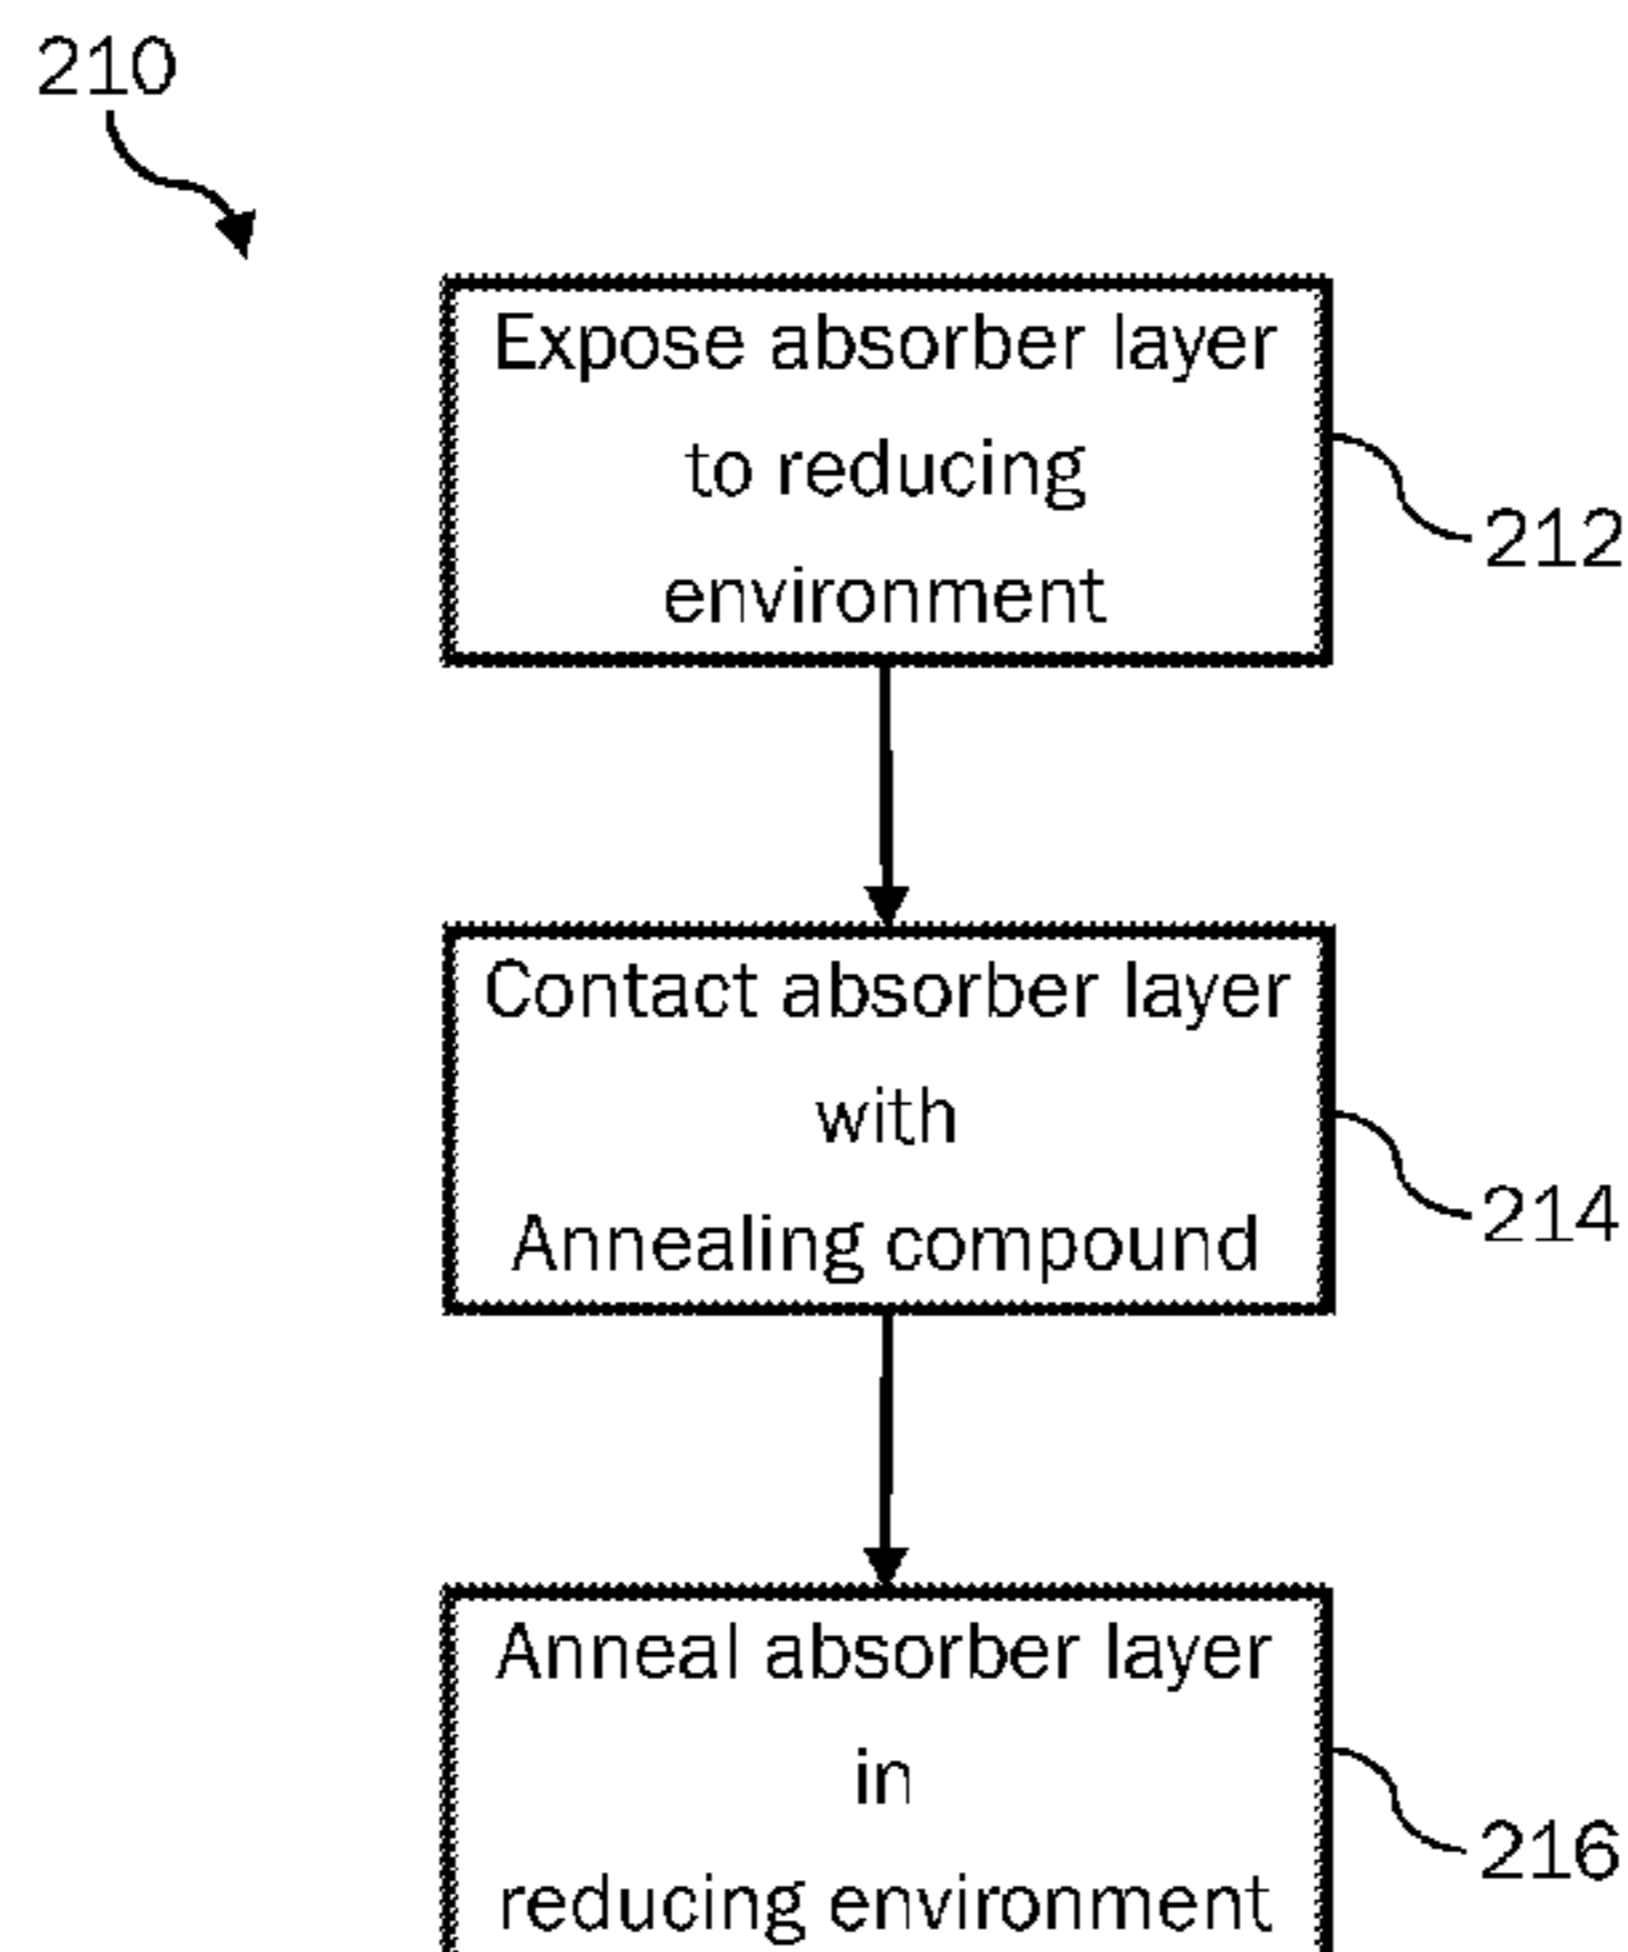 210
Expose absorber layer
to reducing
environment
212
Contact absorber layer
with
Annealing compound
214
Anneal absorber layer
in
reducing environment
216